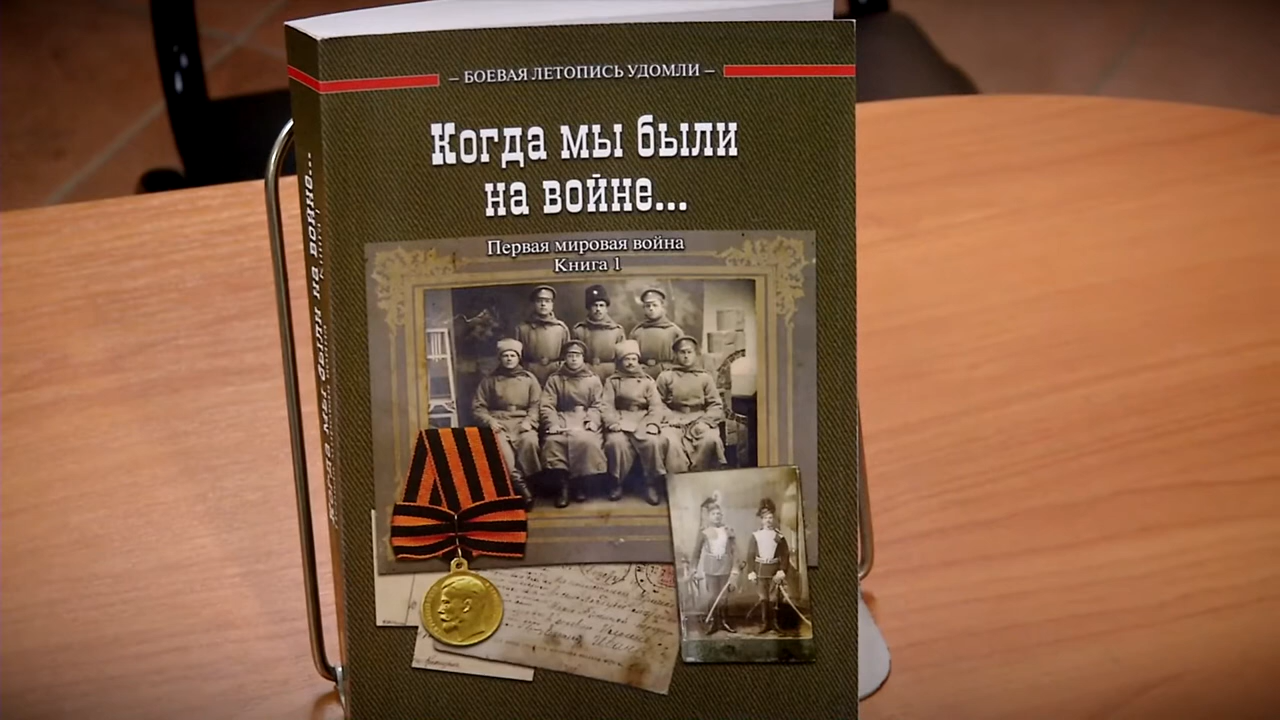 – БОЕВАЯ ЛЕТОПИСЬ УДОМЛИ –
Когда мы были
на войне...
Первая мировая война
Книга 1
Когда мы были на войне...